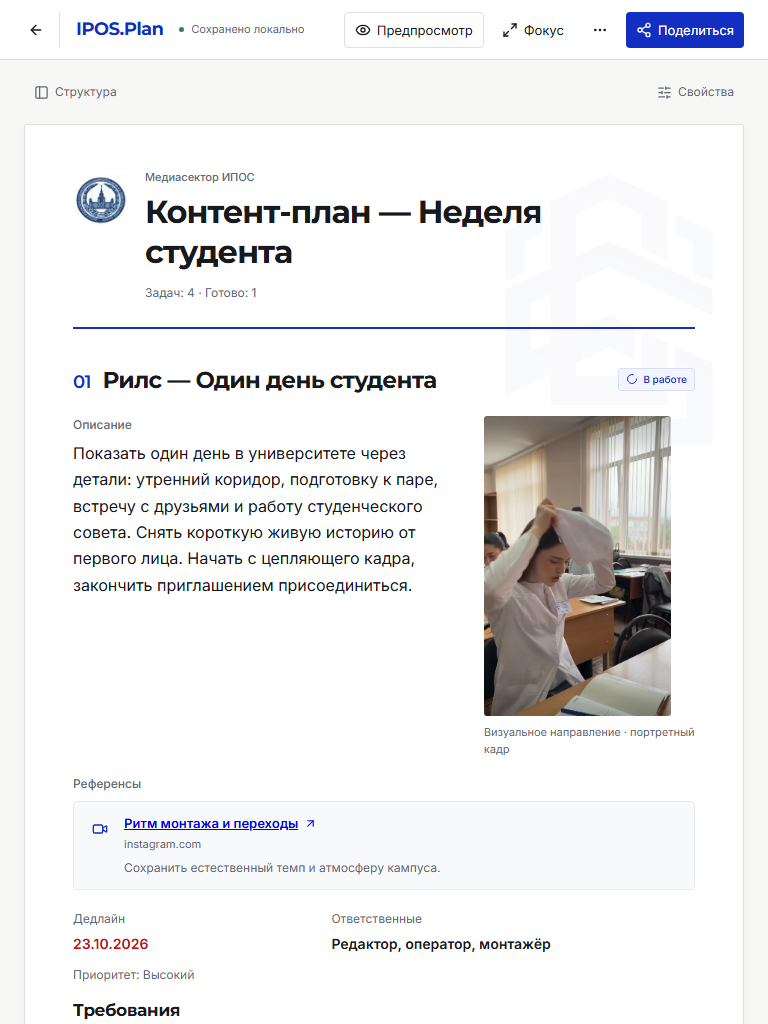 IPOS.Plan
Сохранено локально
Предпросмотр
Фокус
Поделиться
Структура
Свойства
Медиасектор ИПОС
Контент-план — Неделя
студента
Задач: 4 · Готово: 1
01 Рилс — Один день студента
В работе
Описание
Показать один день в университете через
детали: утренний коридор, подготовку к паре,
встречу с друзьями и работу студенческого
совета. Снять короткую живую историю от
первого лица. Начать с цепляющего кадра,
закончить приглашением присоединиться.
Визуальное направление · портретный
кадр
Референсы
Ритм монтажа и переходы
instagram.com
Сохранить естественный темп и атмосферу кампуса.
Дедлайн
23.10.2026
Ответственные
Редактор, оператор, монтажёр
Приоритет: Высокий
Требования